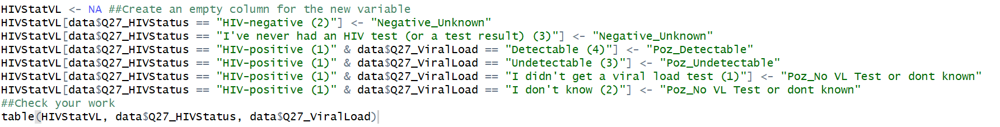 HIVStatVL <- NA ##Create an empty column for the new variable
HIVStatVL[data$Q27_HIVStatus == "HIV-negative (2)"] <- "Negative_Unknown"
HIVStatVL[data$Q27_HIVStatus == "I've never had an HIV test (or a test result) (3)"] <- "Negative_Unknown"
HIVStatVL[data$Q27_HIVStatus == "HIV-positive (1)" & data$Q27_ViralLoad == "Detectable (4)"] <- "Poz_Detectable"
HIVStatVL[data$Q27_HIVStatus == "HIV-positive (1)" & data$Q27_ViralLoad == "Undetectable (3)"] <- "Poz_Undetectable"
HIVStatVL[data$Q27_HIVStatus == "HIV-positive (1)" & data$Q27_ViralLoad == "I didn't get a viral load test (1)"] <- "Poz_No VL Test or dont known"
HIVStatVL[data$Q27_HIVStatus == "HIV-positive (1)" & data$Q27_ViralLoad == "I don't know (2)"] <- "Poz_No VL Test or dont known"
##Check your work
table(HIVStatVL, data$Q27_HIVStatus, data$Q27_ViralLoad)